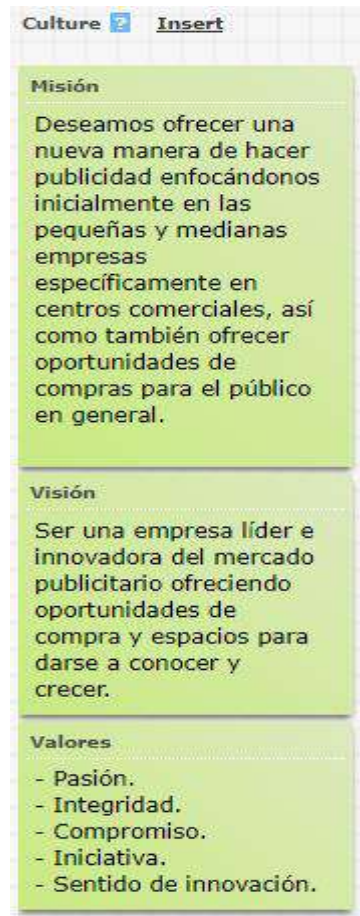 Culture ? Insert
Misión
Deseamos ofrecer una
nueva manera de hacer
publicidad enfocándonos
inicialmente en las
pequeñas y medianas
empresas
específicamente en
centros comerciales, así
como también ofrecer
oportunidades de
compras para el público
en general.
Visión
Ser una empresa líder e
innovadora del mercado
publicitario ofreciendo
oportunidades de
compra y espacios para
darse a conocer y
crecer.
Valores
- Pasión.
- Integridad.
- Compromiso.
- Iniciativa.
- Sentido de innovación.